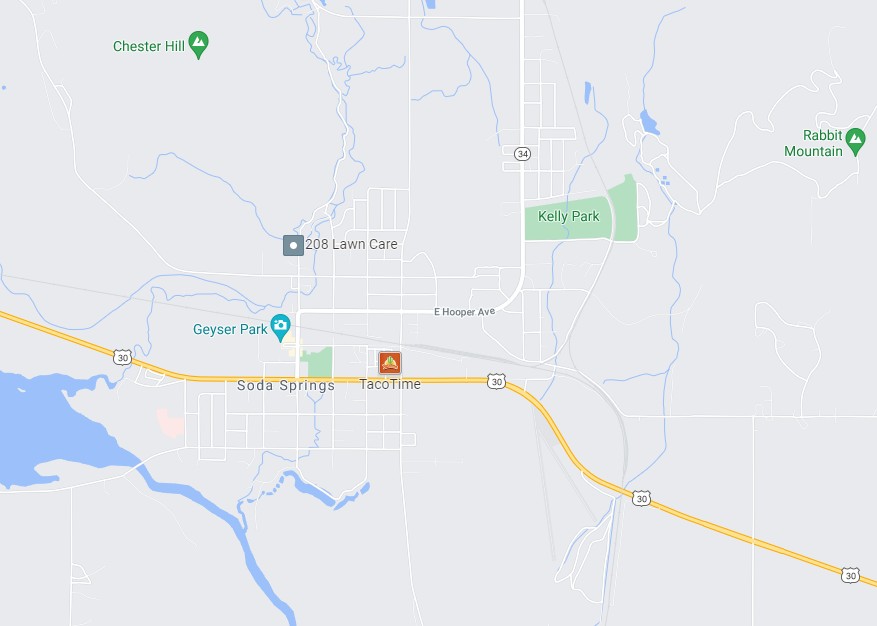 Chester Hill
Rabbit
Mountain
34
Kelly Park
208 Lawn Care
E Hooper Ave
Geyser Park
30
30
Soda Springs
TacoTime
30
30